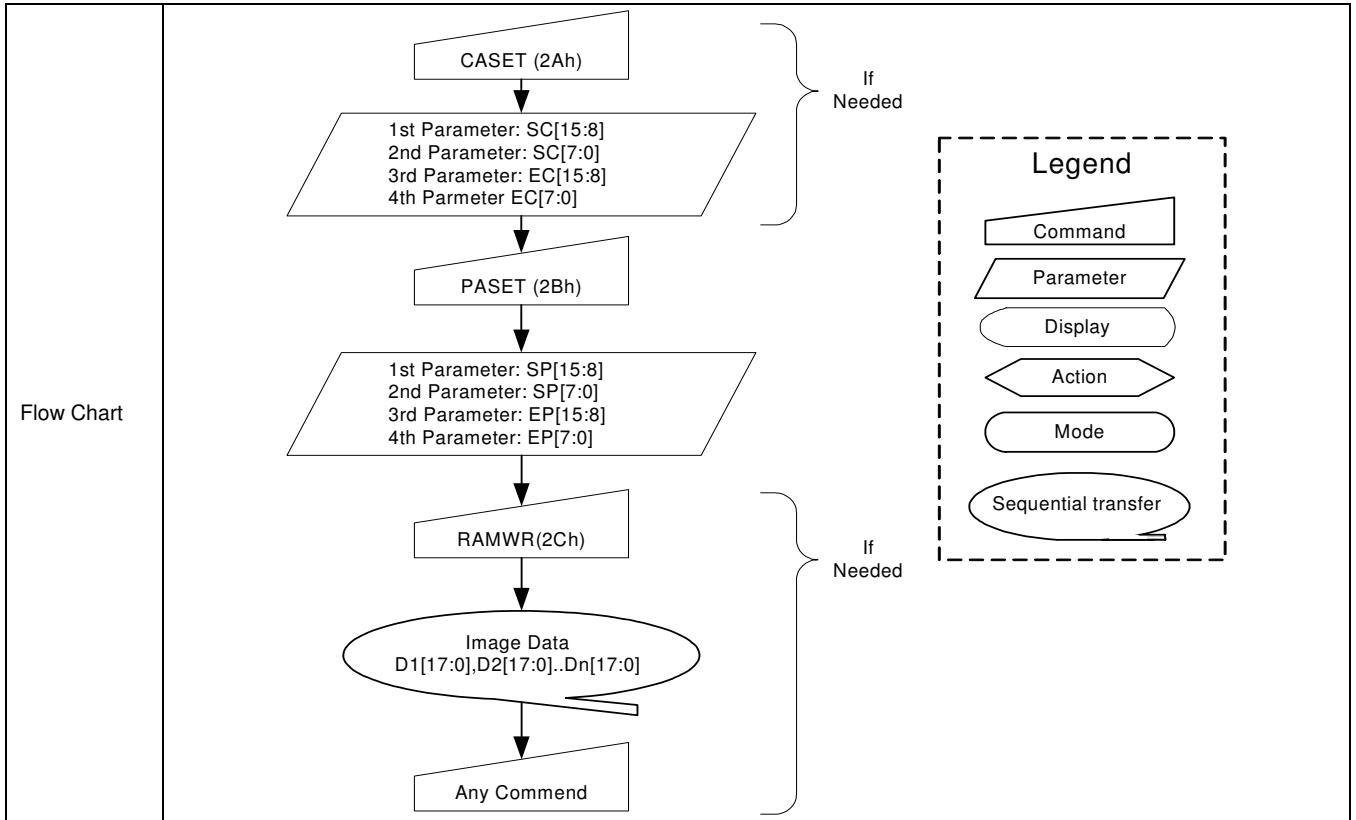 Flow Chart
CASET (2Ah)
1st Parameter: SC[15:8]
2nd Parameter: SC[7:0]
3rd Parameter: EC[15:8]
4th Parmeter EC[7:0]
If
Needed
PASET (2Bh)
1st Parameter: SP[15:8]
2nd Parameter: SP[7:0]
3rd Parameter: EP[15:8]
4th Parameter: EP[7:0]
RAMWR(2Ch)
Image Data
D1[17:0],D2[17:0]..Dn[17:0]
Any Commend
If
Needed
Legend
Command
Parameter
Display
Action
Mode
Sequential transfer